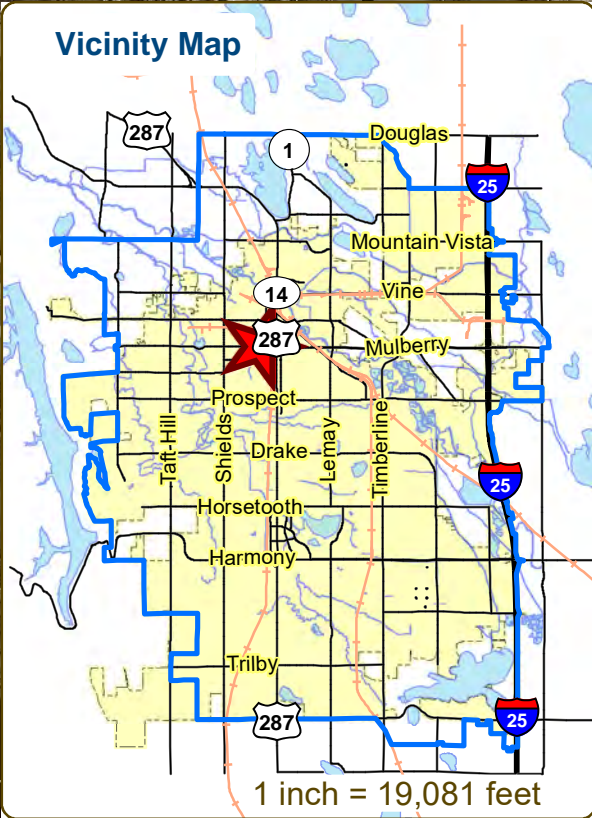 Vicinity Map
287
Douglas
1
25
Mountain-Vista
14
Vine
287
Mulberry
Prospect
Taft-Hill
Shields
Drake
Lemay
Timberline
25
Horsetooth
Harmony
Trilby
287
25
1 inch = 19,081 feet